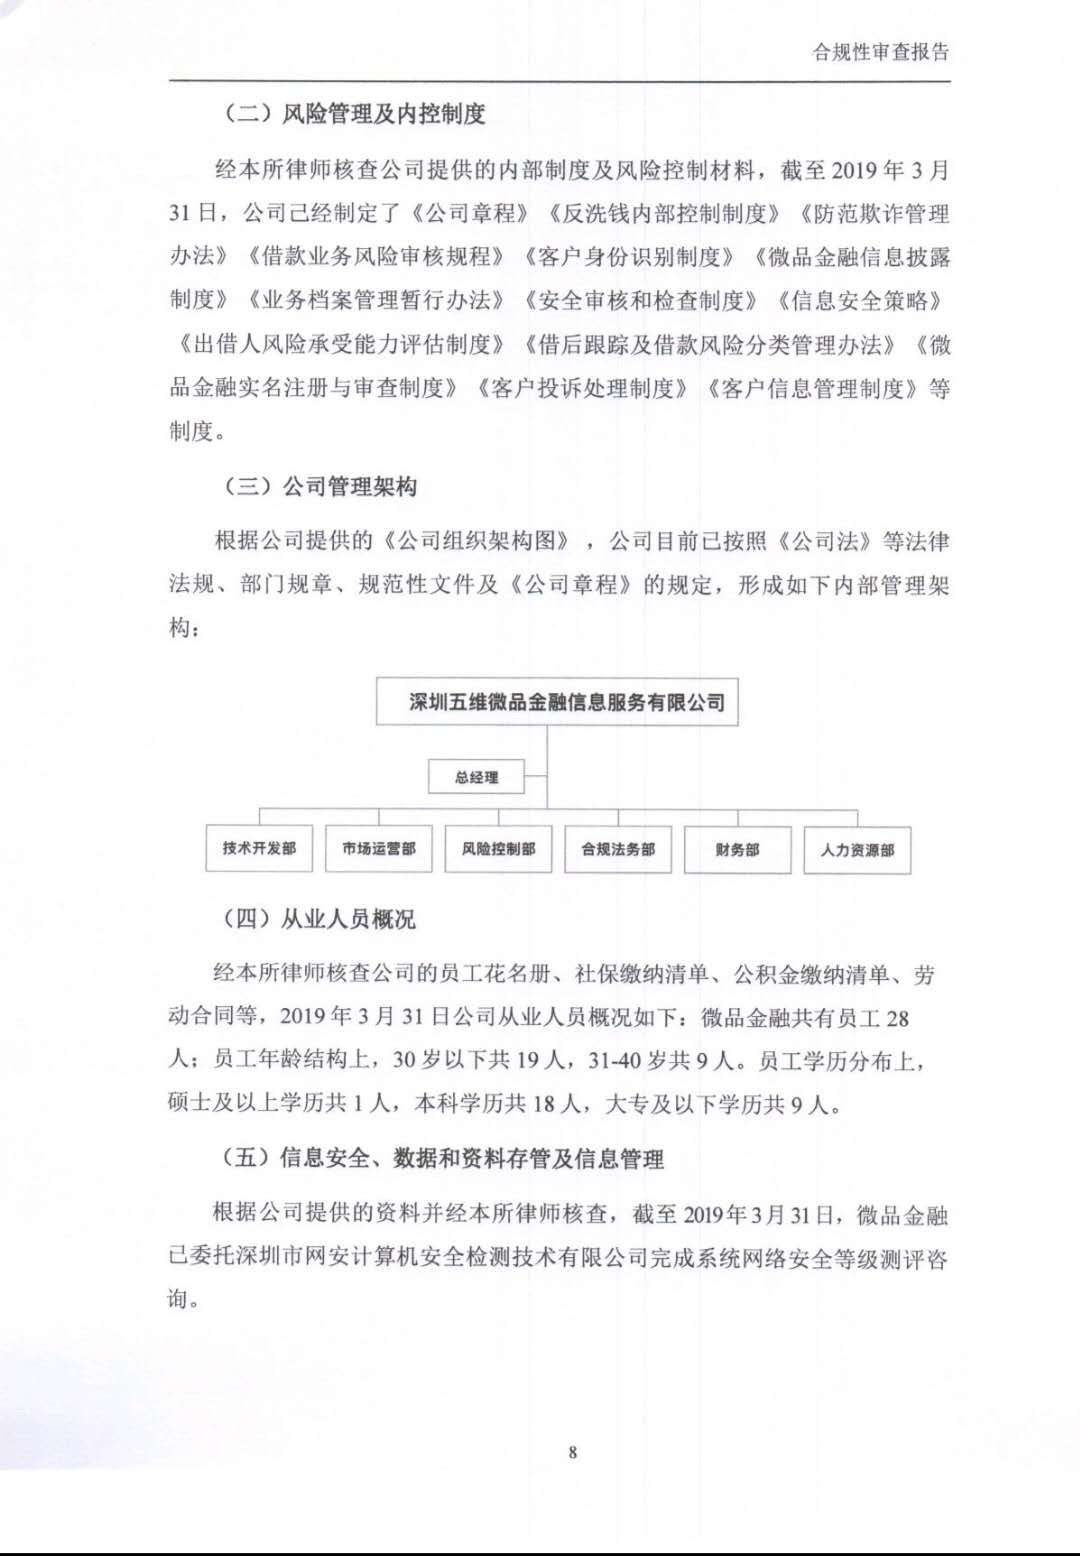 合规性审查报告
（二）风险管理及内控制度
经本所律师核查公司提供的内部制度及风险控制材料，截至 2019 年 3 月
31 日，公司已经制定了《公司章程》《反洗钱内部控制制度》《防范欺诈管理
办法》《借款业务风险审核规程》《客户身份识别制度》《微品金融信息披露
制度》《业务档案管理暂行办法》《安全审核和检查制度》《信息安全策略》
《出借人风险承受能力评估制度》《借后跟踪及借款风险分类管理办法》《微
品金融实名注册与审查制度》《客户投诉处理制度》《客户信息管理制度》等
制度。
（三）公司管理架构
根据公司提供的《公司组织架构图》，公司目前已按照《公司法》等法律
法规、部门规章、规范性文件及《公司章程》的规定，形成如下内部管理架
构：
深圳五维微品金融信息服务有限公司
总经理
技术开发部 市场运营部 风险控制部 合规法务部 财务部 人力资源部
（四）从业人员概况
经本所律师核查公司的员工花名册、社保缴纳清单、公积金缴纳清单、劳
动合同等，2019 年 3 月 31 日公司从业人员概况如下：微品金融共有员工 28
人；员工年龄结构上，30 岁以下共 19 人，31-40 岁共 9 人。员工学历分布上，
硕士及以上学历共 1 人，本科学历共 18 人，大专及以下学历共 9 人。
（五）信息安全、数据和资料存管及信息管理
根据公司提供的资料并经本所律师核查，截至 2019年3月31日，微品金融
已委托深圳市网安计算机安全检测技术有限公司完成系统网络安全等级测评咨
询。
8